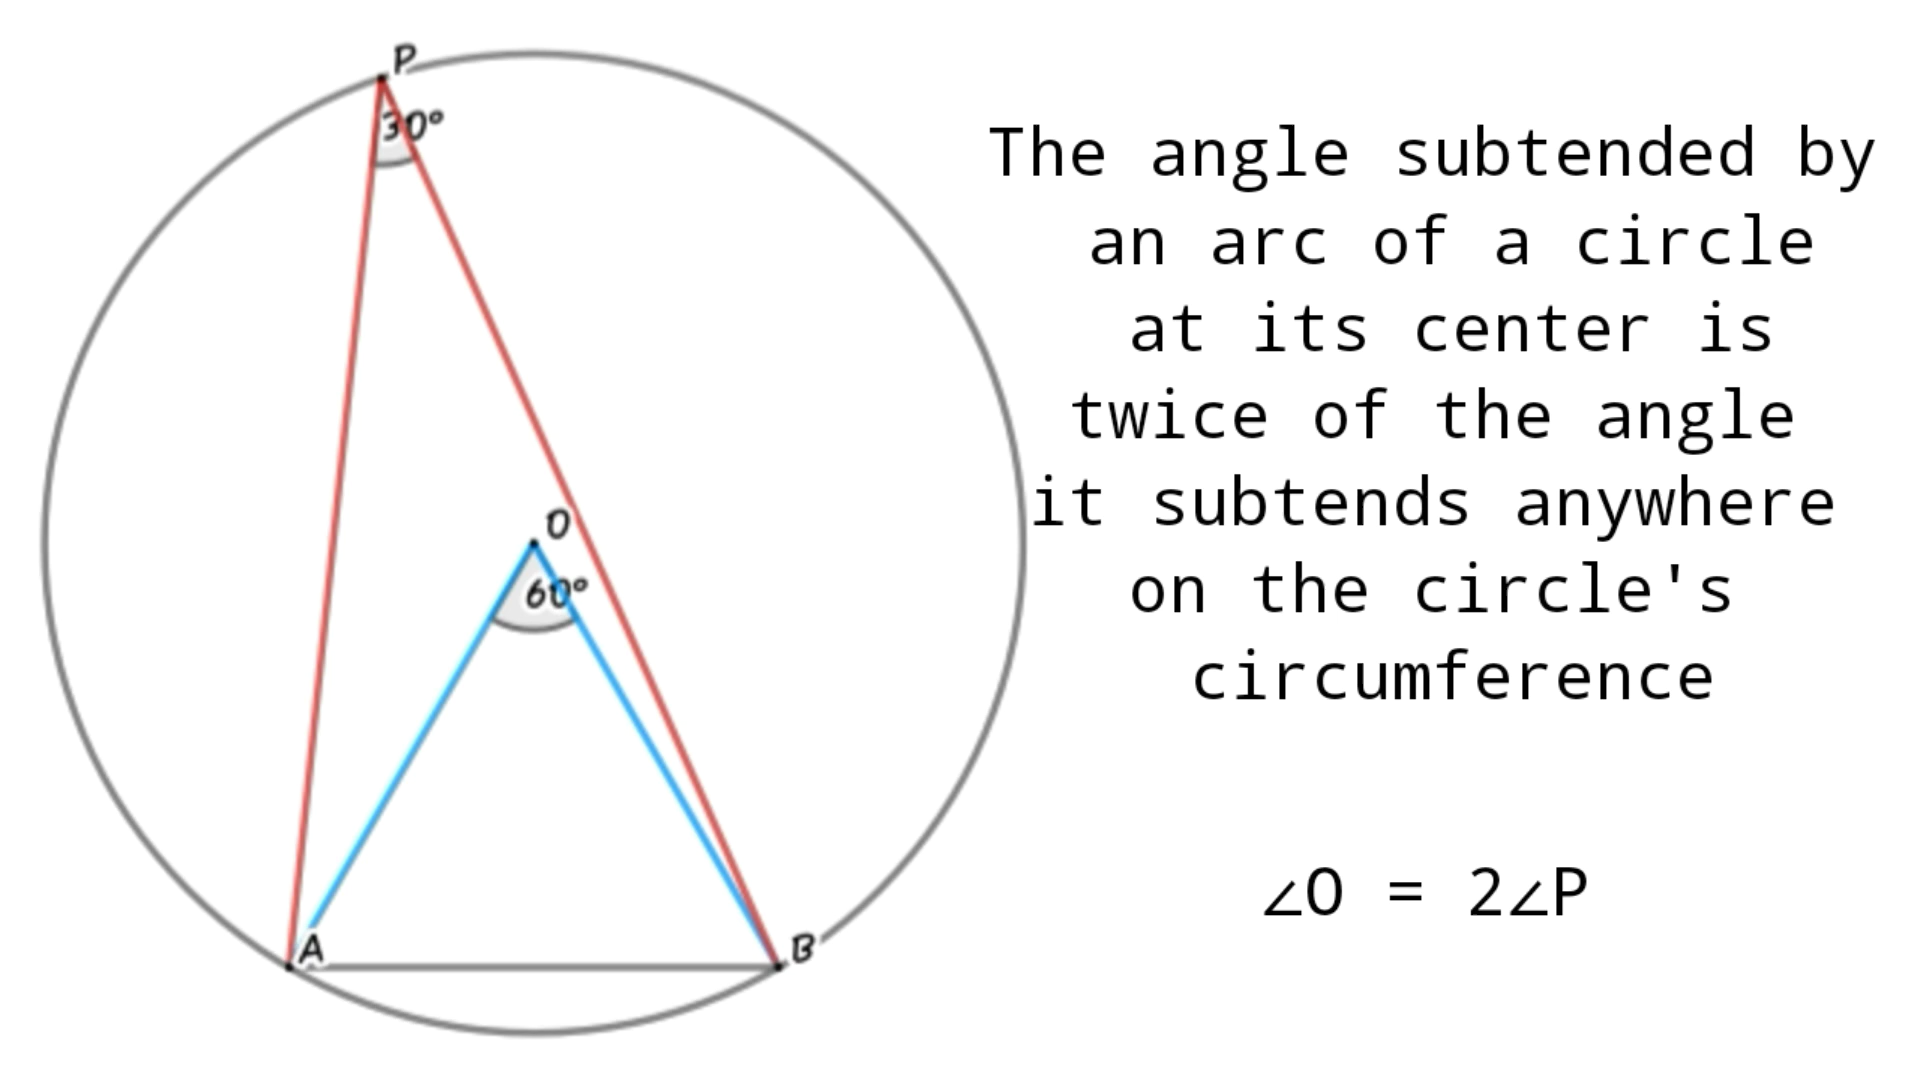 P
30°
O
60°
A
B
The angle subtended by
an arc of a circle
at its center is
twice of the angle
it subtends anywhere
on the circle's
circumference
∠O = 2∠P